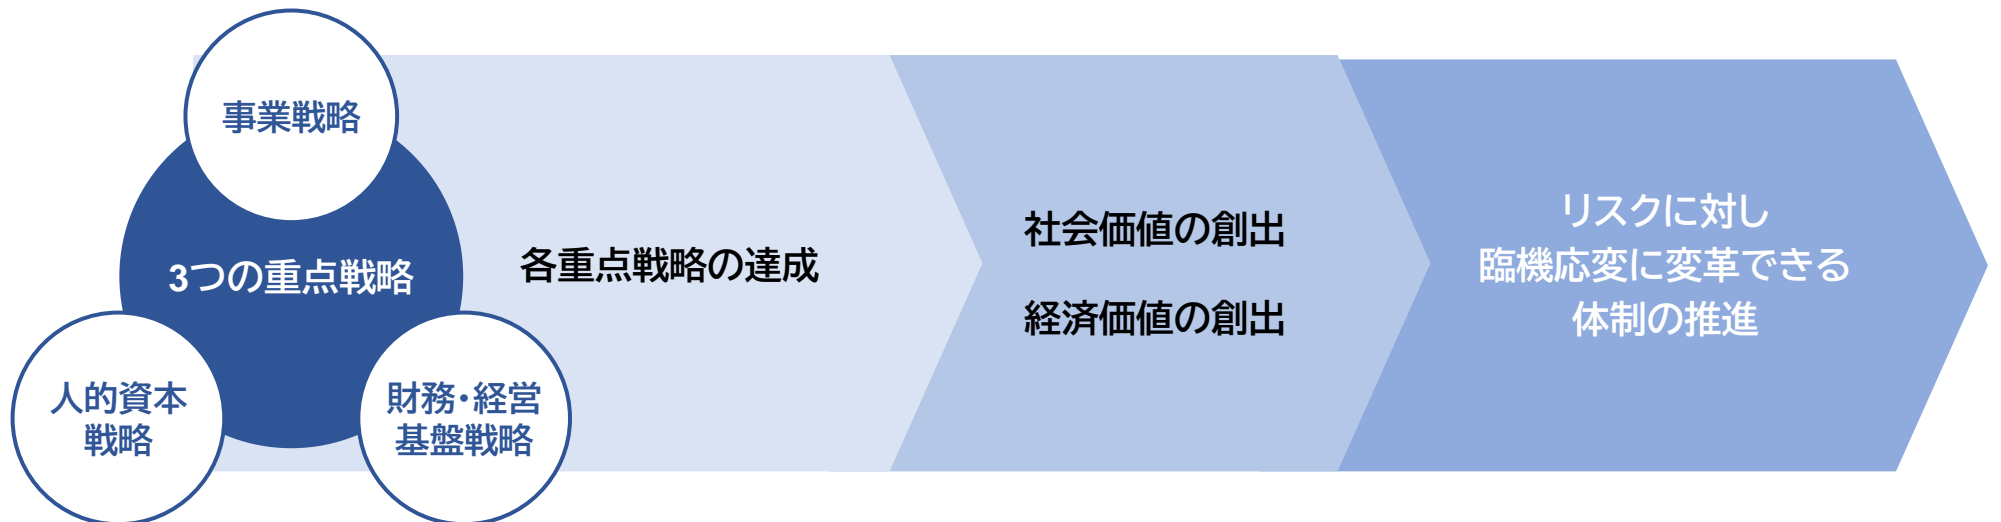 事業戦略
3つの重点戦略
人的資本
戦略
財務・経営
基盤戦略
各重点戦略の達成
社会価値の創出
経済価値の創出
リスクに対し
臨機応変に変革できる
体制の推進